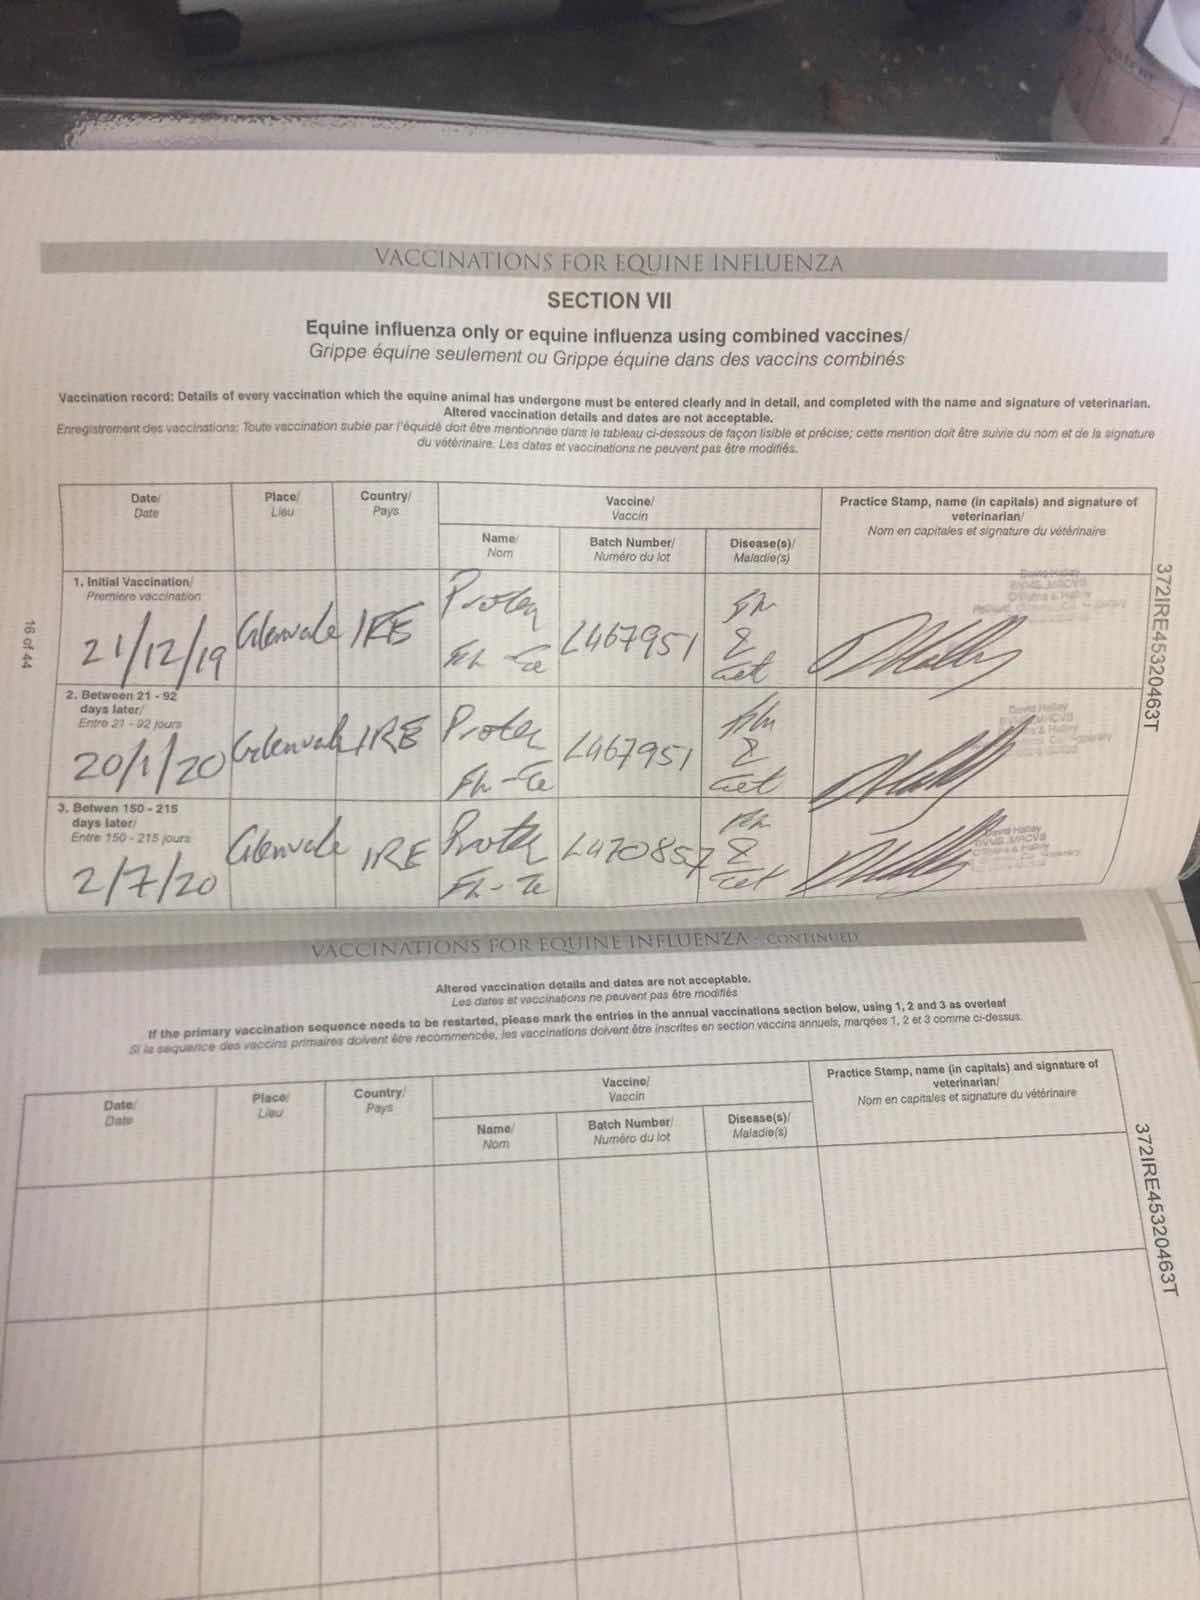 VACCINATIONS FOR EQUINE INFLUENZA
SECTION VII
Equine influenza only or equine influenza using combined vaccines/
Grippe équine seulement ou Grippe équine dans des vaccins combinés
Vaccination record: Details of every vaccination which the equine animal has undergone must be entered clearly and in detail, and completed with the name and signature of veterinarian.
Altered vaccination details and dates are not acceptable.
Enregistrement des vaccinations: Toute vaccination subie par l'équidé doit être mentionnée dans le tableau ci-dessous de façon lisible et précise; cette mention doit être suivie du nom et de la signature
du vétérinaire. Les dates et vaccinations ne peuvent pas être modifiés.
Date/
Date
Place/
Lieu
Country/
Pays
Vaccine/
Vaccin
Name/
Nom
Batch Number/
Numéro du lot
Disease(s)/
Maladie(s)
Practice Stamp, name (in capitals) and signature of
veterinarian/
Nom en capitales et signature du vétérinaire
1. Initial Vaccination/
Premiere vaccination
21/12/19
Glenvale
IRE
L467951
&
Tet
David Halley
2. Between 21 - 92
days later/
Entre 21 - 92 jours
20/1/20
Glenvale
IRE
L467951
&
Tet
David Halley
3. Betwen 150 - 215
days later/
Entre 150 - 215 jours
2/7/20
Glenvale
IRE
L470857
&
Tet
David Halley
16 of 44
372IRE45320463T
VACCINATIONS FOR EQUINE INFLUENZA - CONTINUED
Altered vaccination details and dates are not acceptable.
Les dates et vaccinations ne peuvent pas être modifiés
If the primary vaccination sequence needs to be restarted, please mark the entries in the annual vaccinations section below, using 1, 2 and 3 as overleaf
Si la sequence des vaccins primaires doivent être recommencée, les vaccinations doivent être inscrites en section vaccins annuels, marqées 1, 2 et 3 comme ci-dessus.
Date/
Date
Place/
Lieu
Country/
Pays
Vaccine/
Vaccin
Name/
Nom
Batch Number/
Numéro du lot
Disease(s)/
Maladie(s)
Practice Stamp, name (in capitals) and signature of
veterinarian/
Nom en capitales et signature du vétérinaire
372IRE45320463T